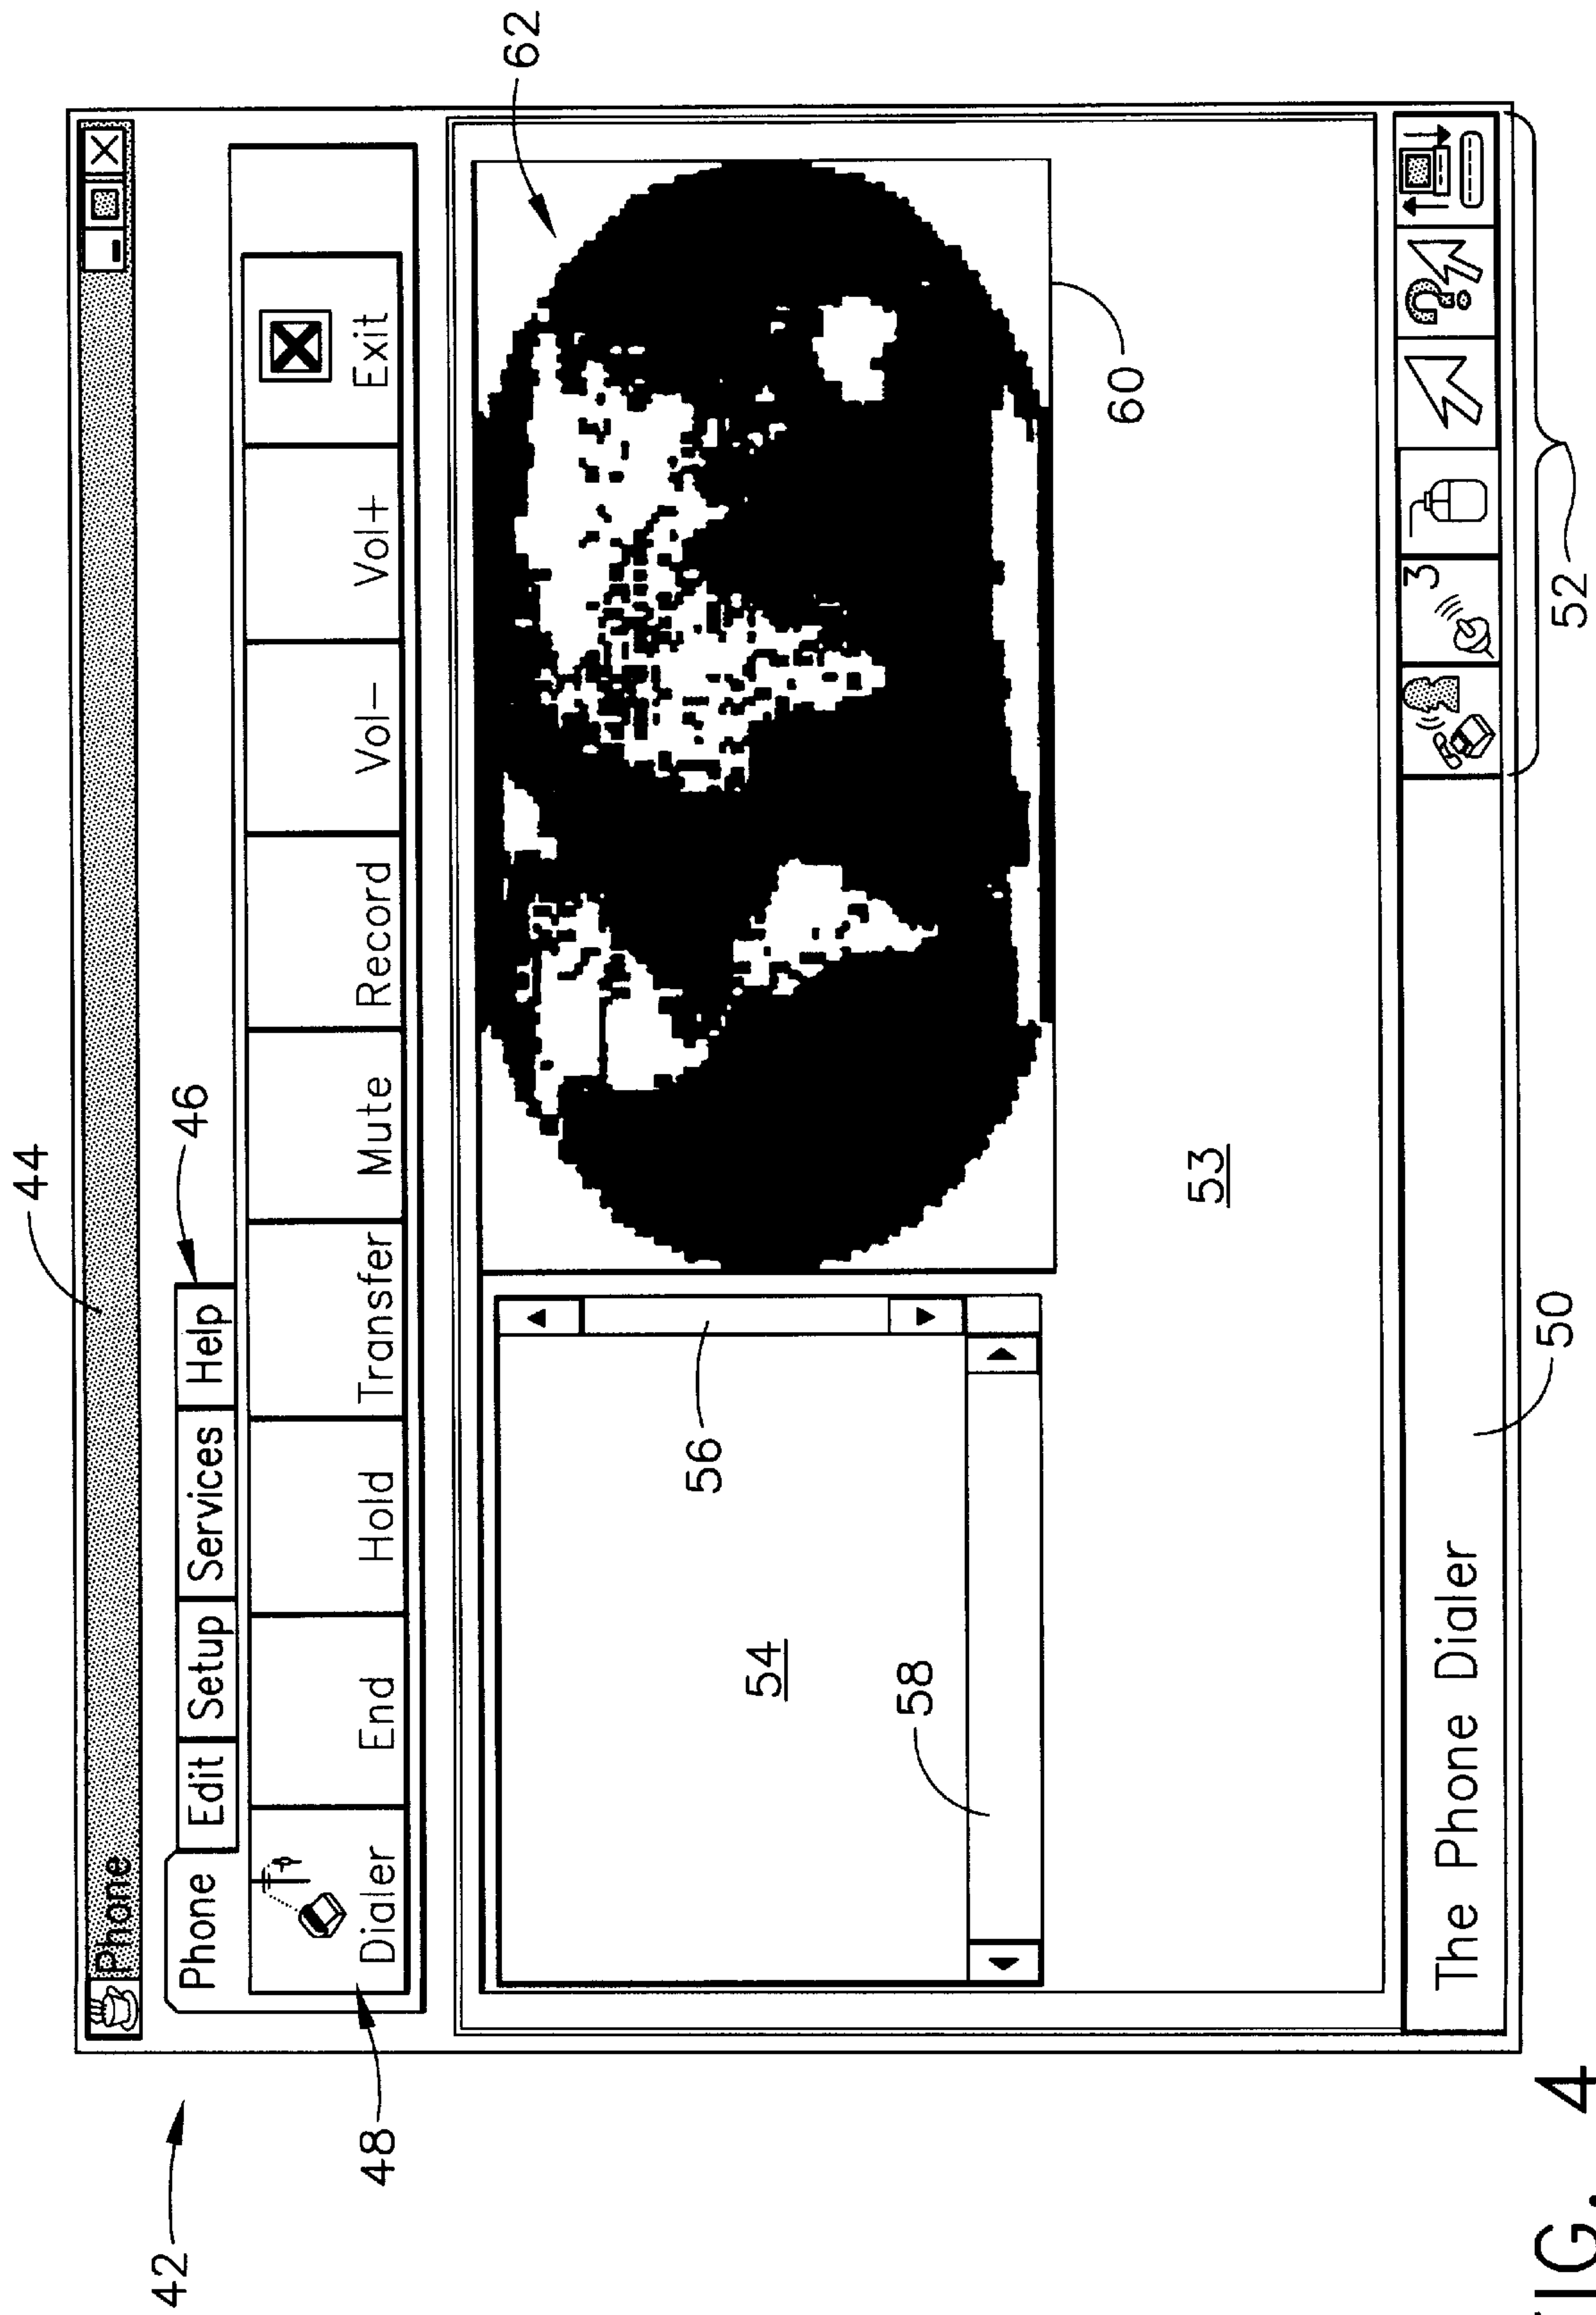 44
42
Phone
Phone Edit Setup Services Help
46
48
Dialer End Hold Transfer Mute Record Vol− Vol+ Exit
62
54
56
58
60
53
The Phone Dialer
3
50
52
FIG. 4